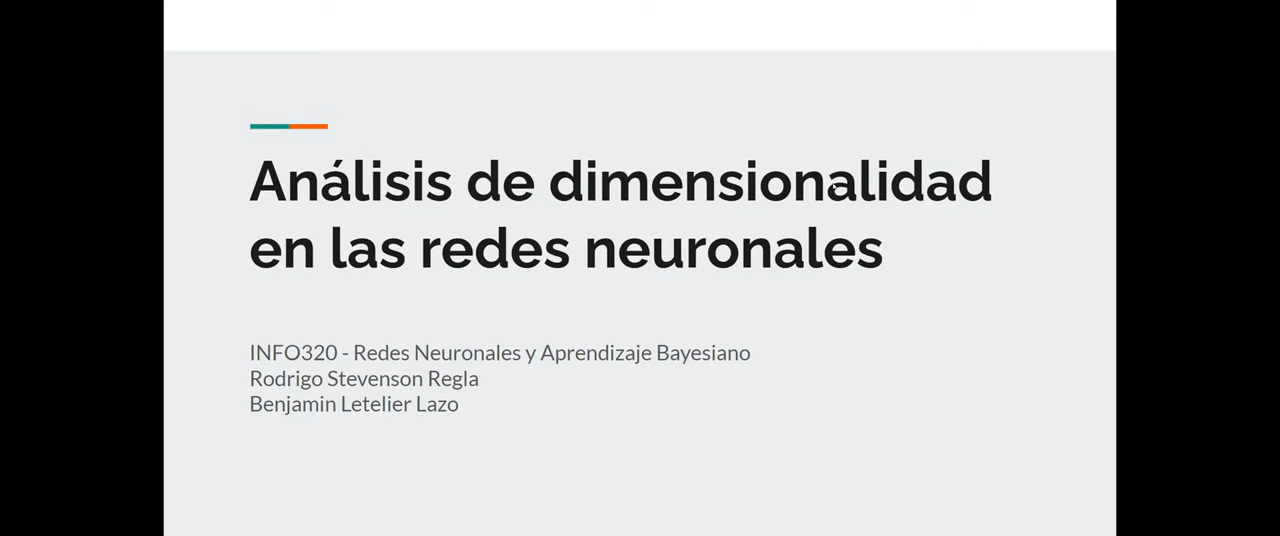 Análisis de dimensionalidad
en las redes neuronales
INFO320 - Redes Neuronales y Aprendizaje Bayesiano
Rodrigo Stevenson Regla
Benjamin Letelier Lazo